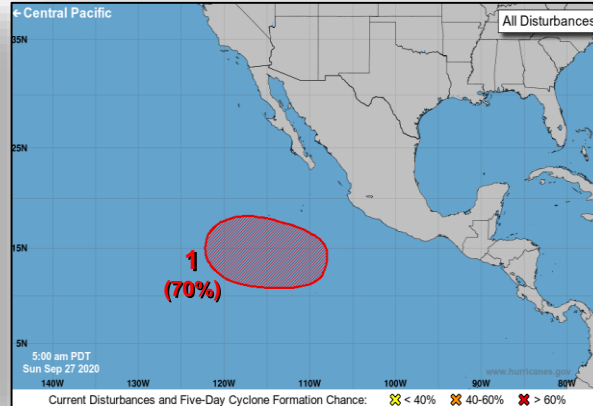 ← Central Pacific
All Disturbances
35N
25N
15N
5N
1
(70%)
5:00 am PDT
Sun Sep 27 2020
www.hurricanes.gov
140W 130W 120W 110W 100W 90W 80W
Current Disturbances and Five-Day Cyclone Formation Chance: < 40% 40-60% > 60%